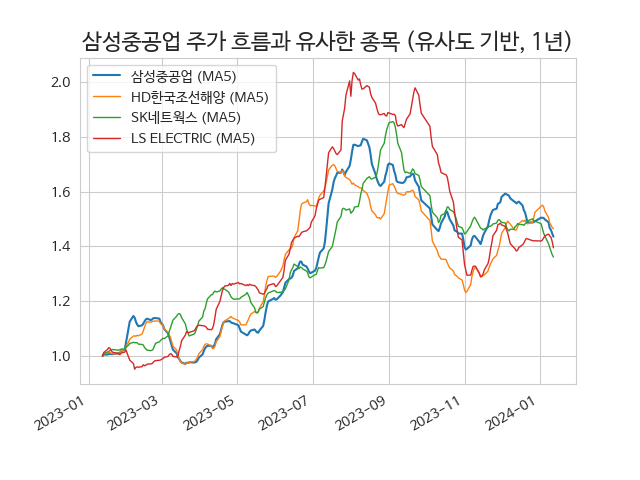 삼성중공업 주가 흐름과 유사한 종목 (유사도 기반, 1년)
삼성중공업 (MA5)
HD한국조선해양 (MA5)
SK네트웍스 (MA5)
LS ELECTRIC (MA5)
2.0
1.8
1.6
1.4
1.2
1.0
2023-01
2023-03
2023-05
2023-07
2023-09
2023-11
2024-01